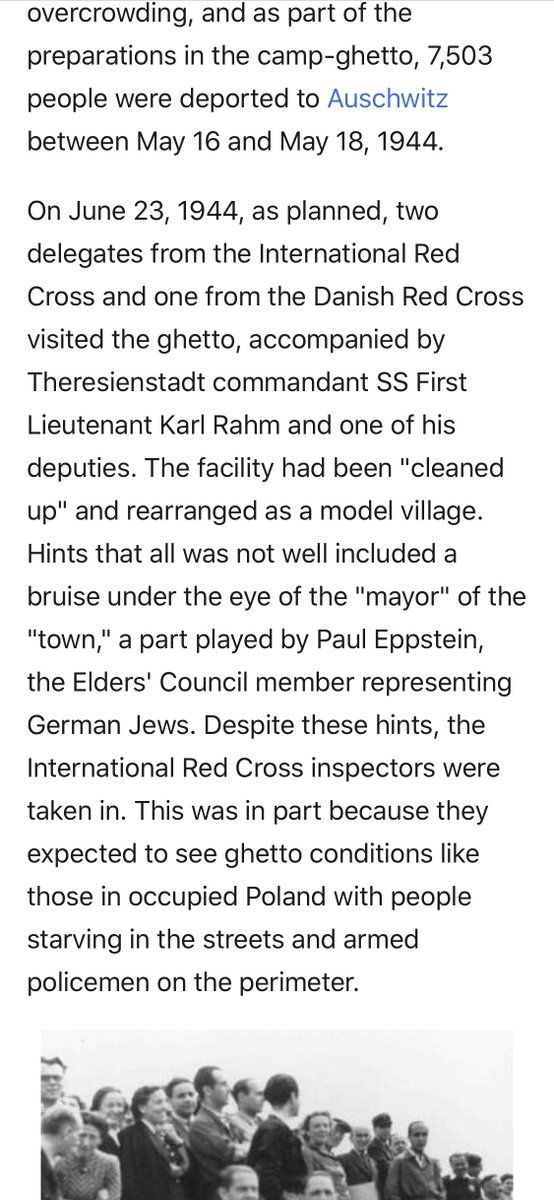 overcrowding, and as part of the
preparations in the camp-ghetto, 7,503
people were deported to Auschwitz
between May 16 and May 18, 1944.
On June 23, 1944, as planned, two
delegates from the International Red
Cross and one from the Danish Red Cross
visited the ghetto, accompanied by
Theresienstadt commandant SS First
Lieutenant Karl Rahm and one of his
deputies. The facility had been "cleaned
up" and rearranged as a model village.
Hints that all was not well included a
bruise under the eye of the "mayor" of the
"town," a part played by Paul Eppstein,
the Elders' Council member representing
German Jews. Despite these hints, the
International Red Cross inspectors were
taken in. This was in part because they
expected to see ghetto conditions like
those in occupied Poland with people
starving in the streets and armed
policemen on the perimeter.